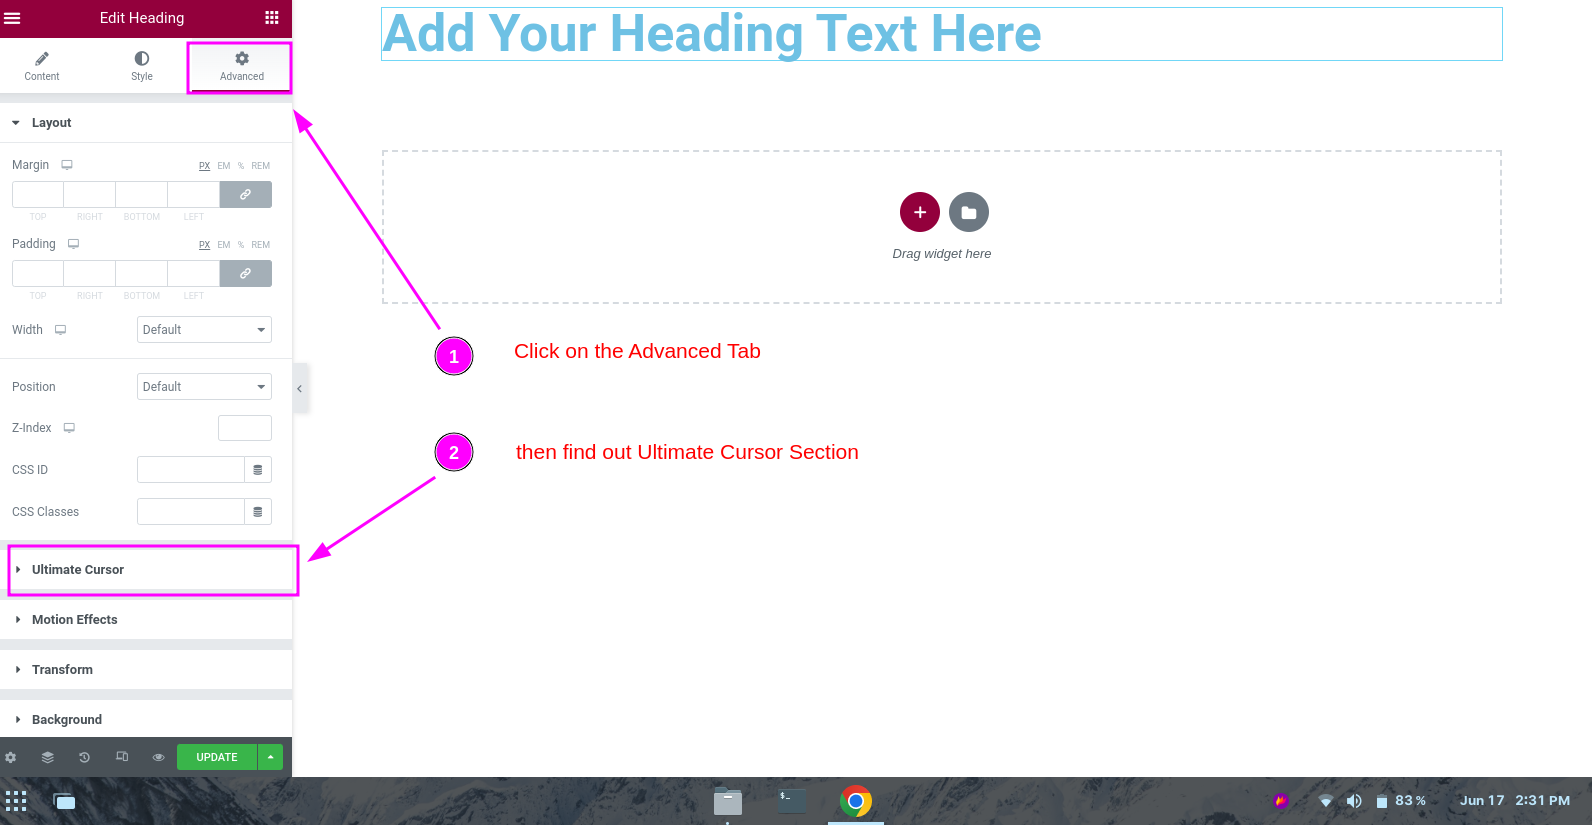 Edit Heading
Content
Style
Advanced
Layout
Margin
PX EM % REM
TOP RIGHT BOTTOM LEFT
Padding
PX EM % REM
TOP RIGHT BOTTOM LEFT
Width
Default
Position
Default
Z-Index
CSS ID
CSS Classes
Ultimate Cursor
Motion Effects
Transform
Background
UPDATE
Add Your Heading Text Here
Drag widget here
1
Click on the Advanced Tab
2
then find out Ultimate Cursor Section
$_
83 %
Jun 17 2:31 PM